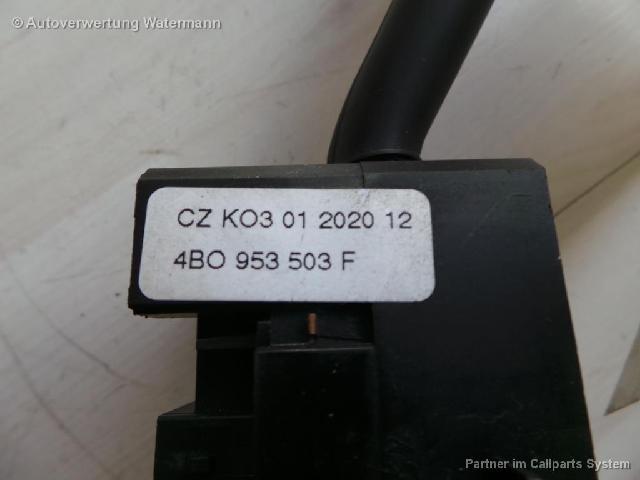 © Autoverwertung Watermann
CZ KO3 01 2020 12
4BO 953 503 F
Partner im Callparts System